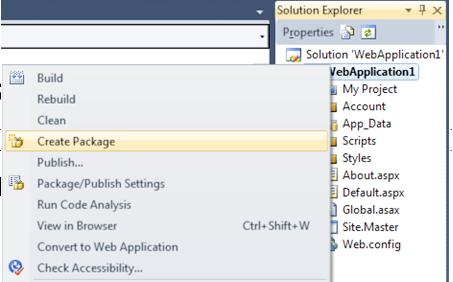 Solution Explorer
Properties
Solution 'WebApplication1'
WebApplication1
My Project
Account
App_Data
Scripts
Styles
About.aspx
Default.aspx
Global.asax
Site.Master
Web.config
Build
Rebuild
Clean
Create Package
Publish...
Package/Publish Settings
Run Code Analysis
View in Browser Ctrl+Shift+W
Convert to Web Application
Check Accessibility...